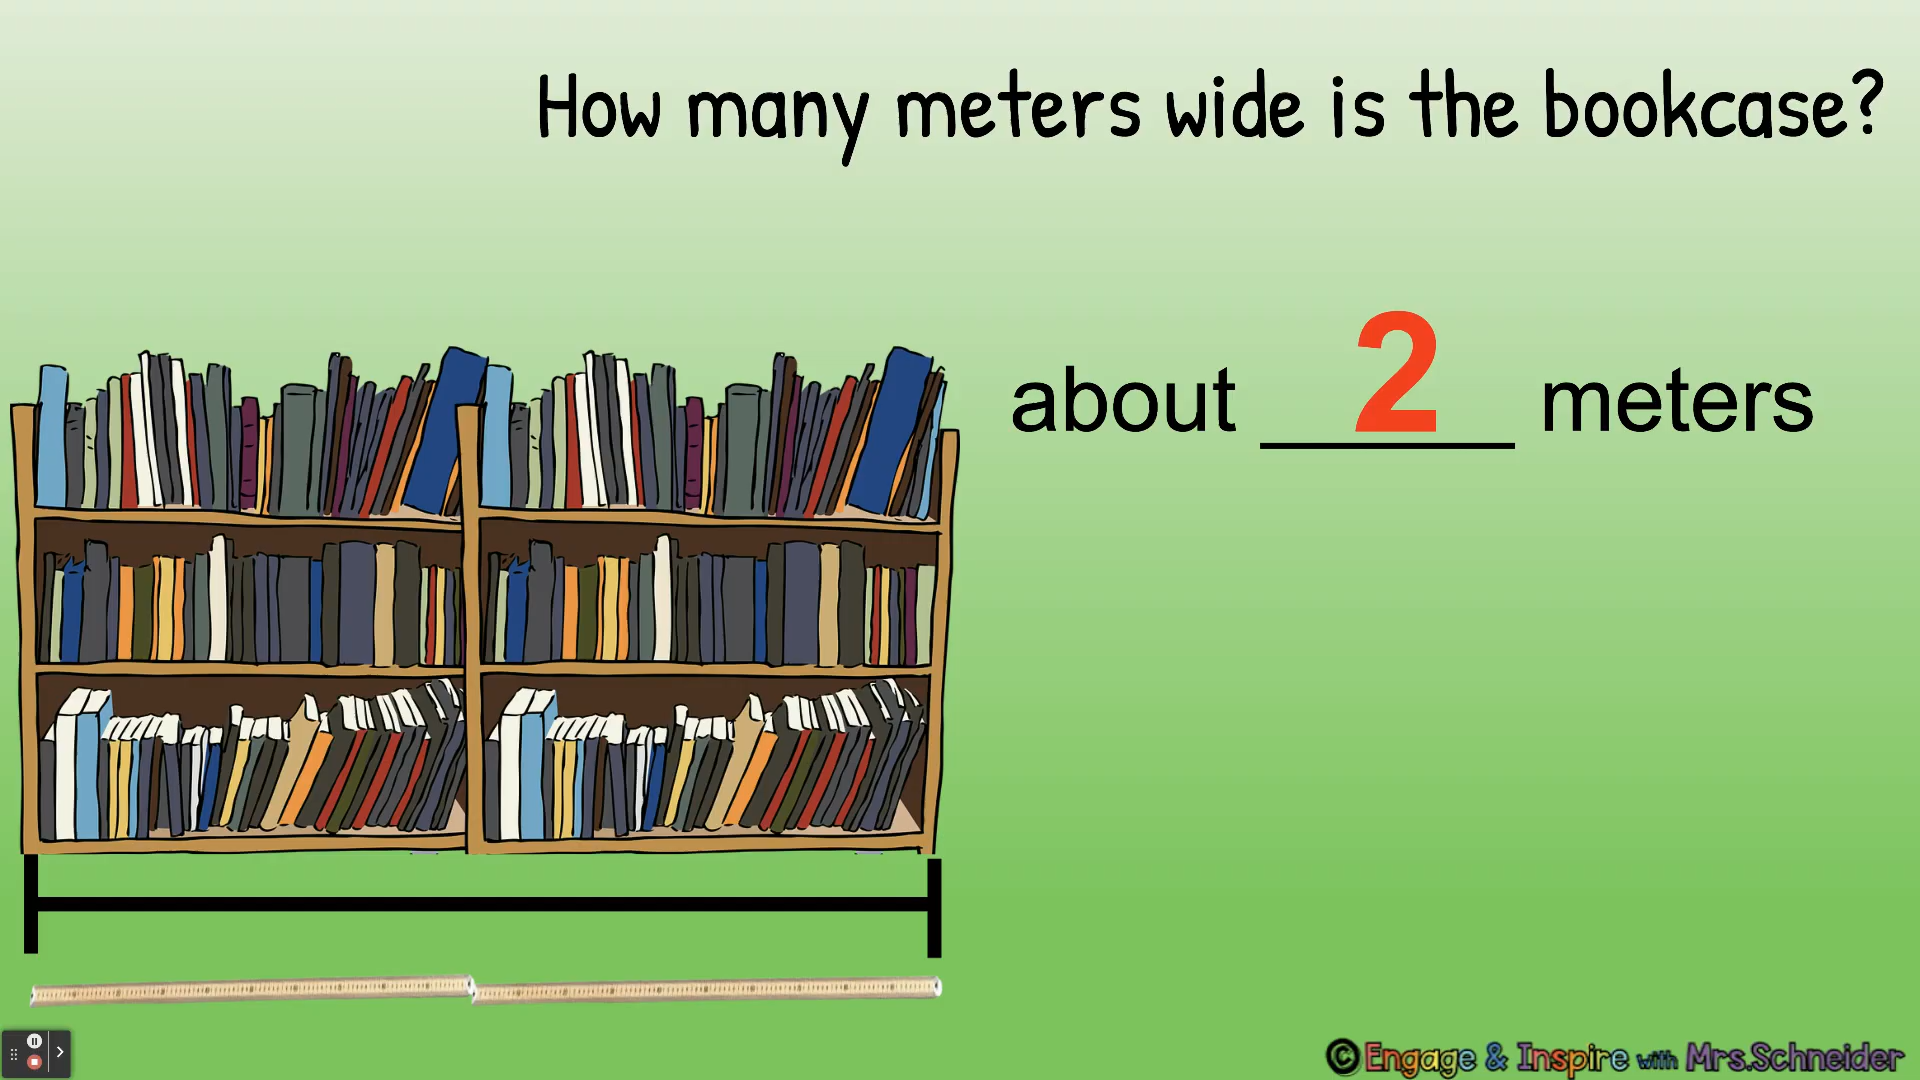 How many meters wide is the bookcase?
about 2 meters
©Engage & Inspire with Mrs.Schneider